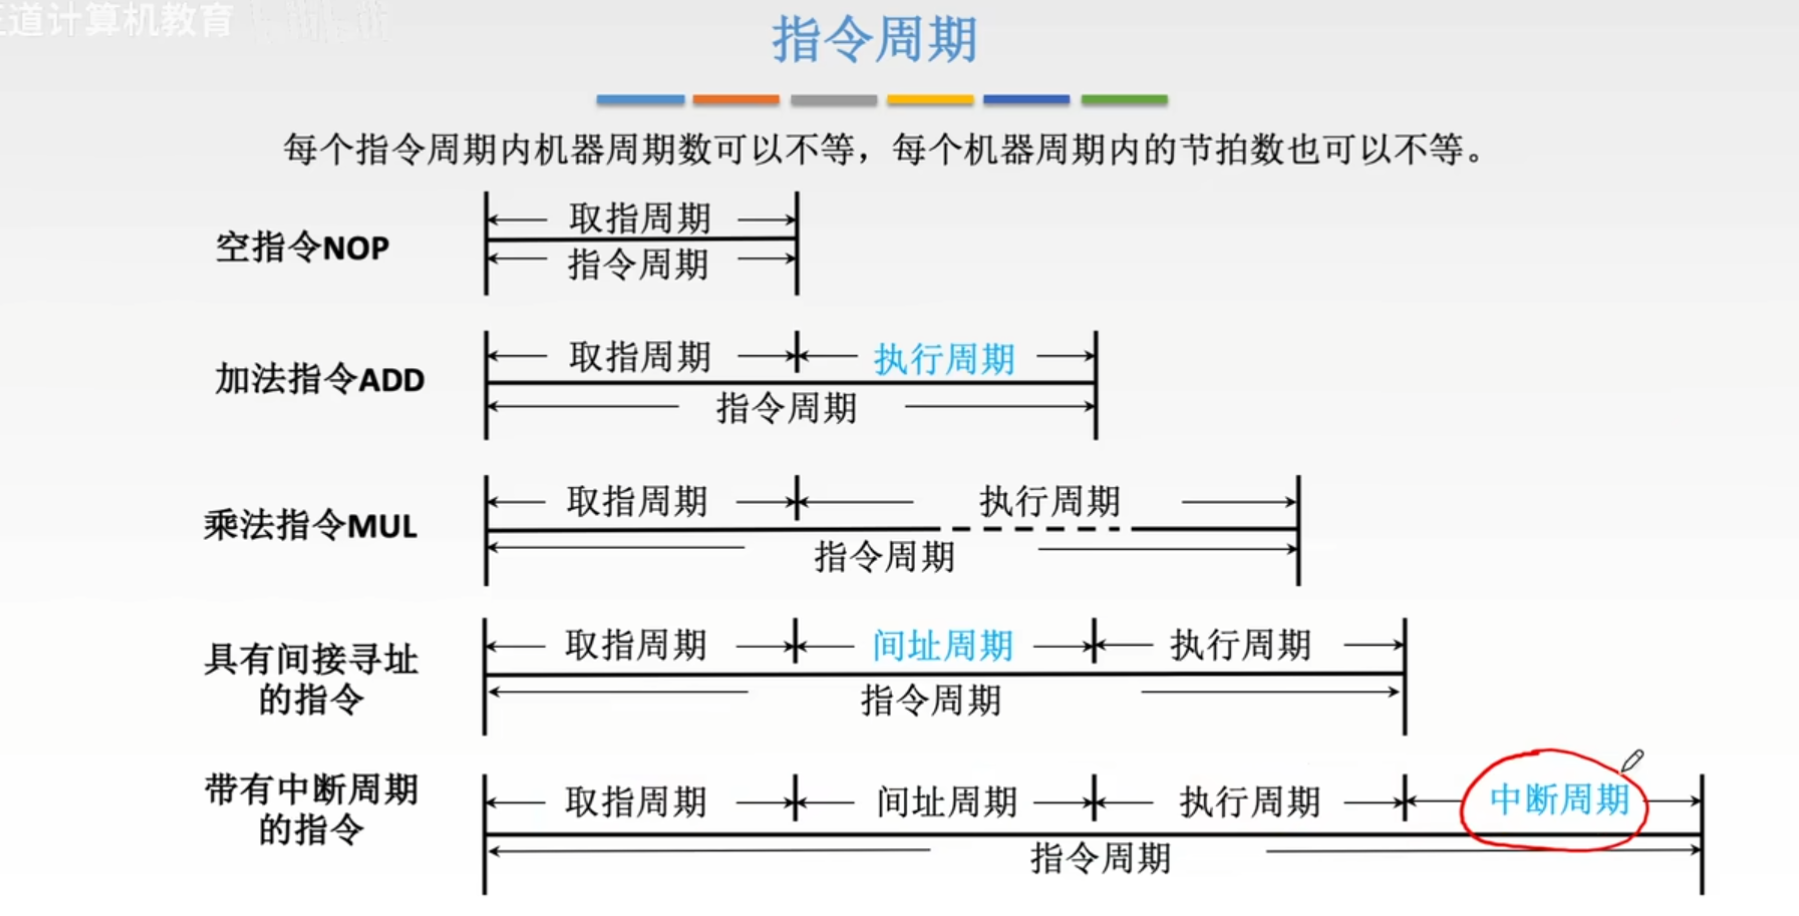 道计算机教育
指令周期
每个指令周期内机器周期数可以不等，每个机器周期内的节拍数也可以不等。
空指令NOP
取指周期
指令周期
加法指令ADD
取指周期 执行周期
指令周期
乘法指令MUL
取指周期 执行周期
指令周期
具有间接寻址
的指令
取指周期 间址周期 执行周期
指令周期
带有中断周期
的指令
取指周期 间址周期 执行周期 中断周期
指令周期